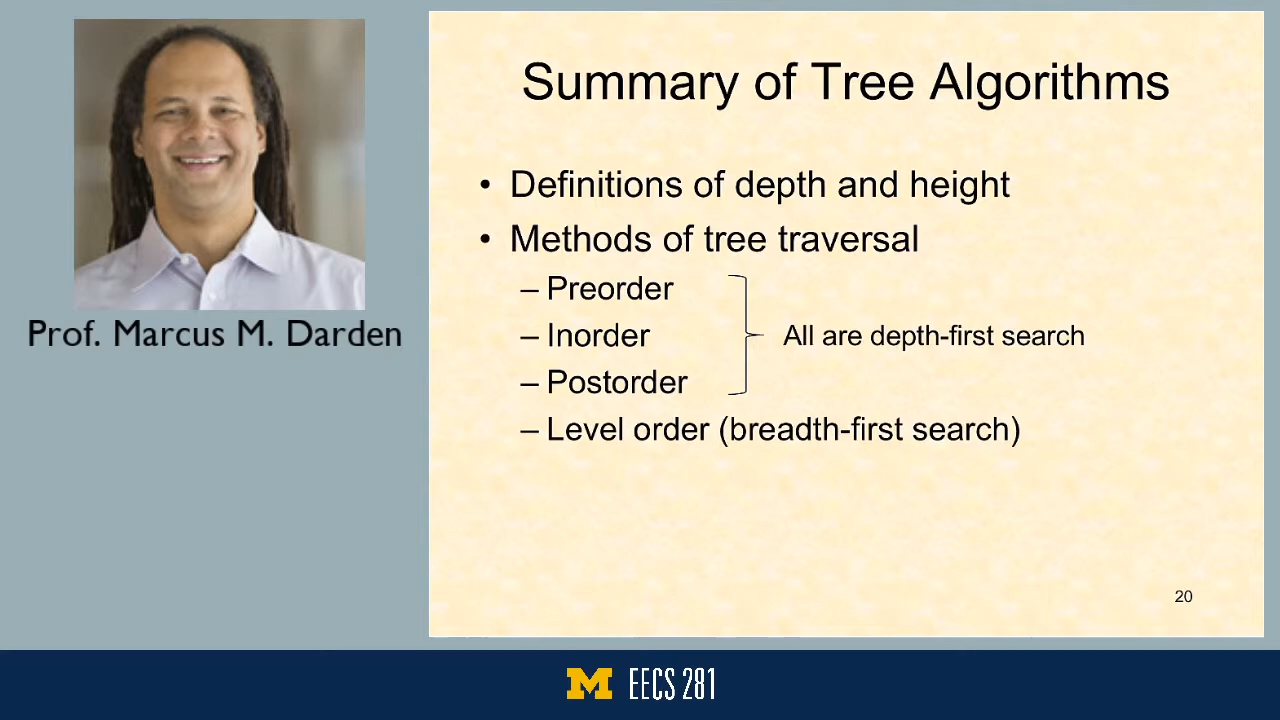 Prof. Marcus M. Darden
Summary of Tree Algorithms
• Definitions of depth and height
• Methods of tree traversal
– Preorder
– Inorder
– Postorder
All are depth-first search
– Level order (breadth-first search)
20
M EECS 281